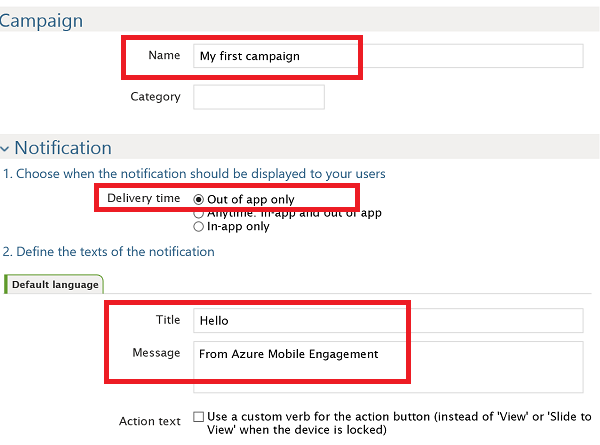 Campaign
Name My first campaign
Category
Notification
1. Choose when the notification should be displayed to your users
Delivery time Out of app only
Anytime: in-app and out of app
In-app only
2. Define the texts of the notification
Default language
Title Hello
Message From Azure Mobile Engagement
Action text Use a custom verb for the action button (instead of 'View' or 'Slide to
View' when the device is locked)